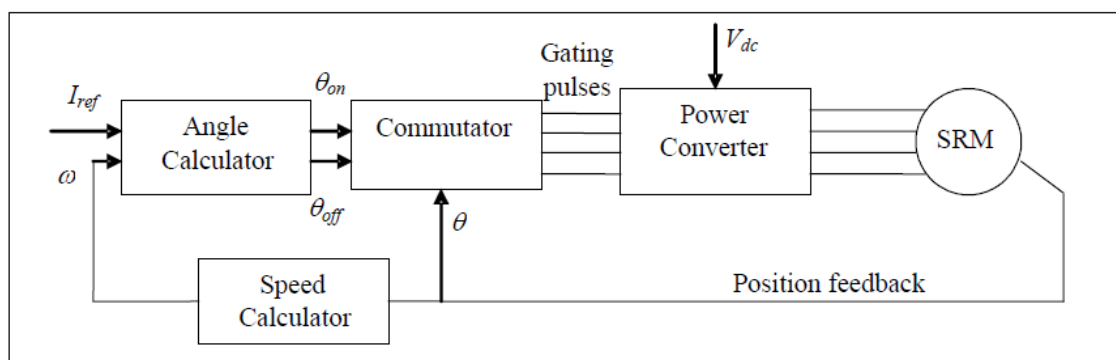 V_dc
Gating
pulses
I_ref
θ_on
Angle
Calculator
Commutator
Power
Converter
SRM
ω
θ_off
θ
Speed
Calculator
Position feedback